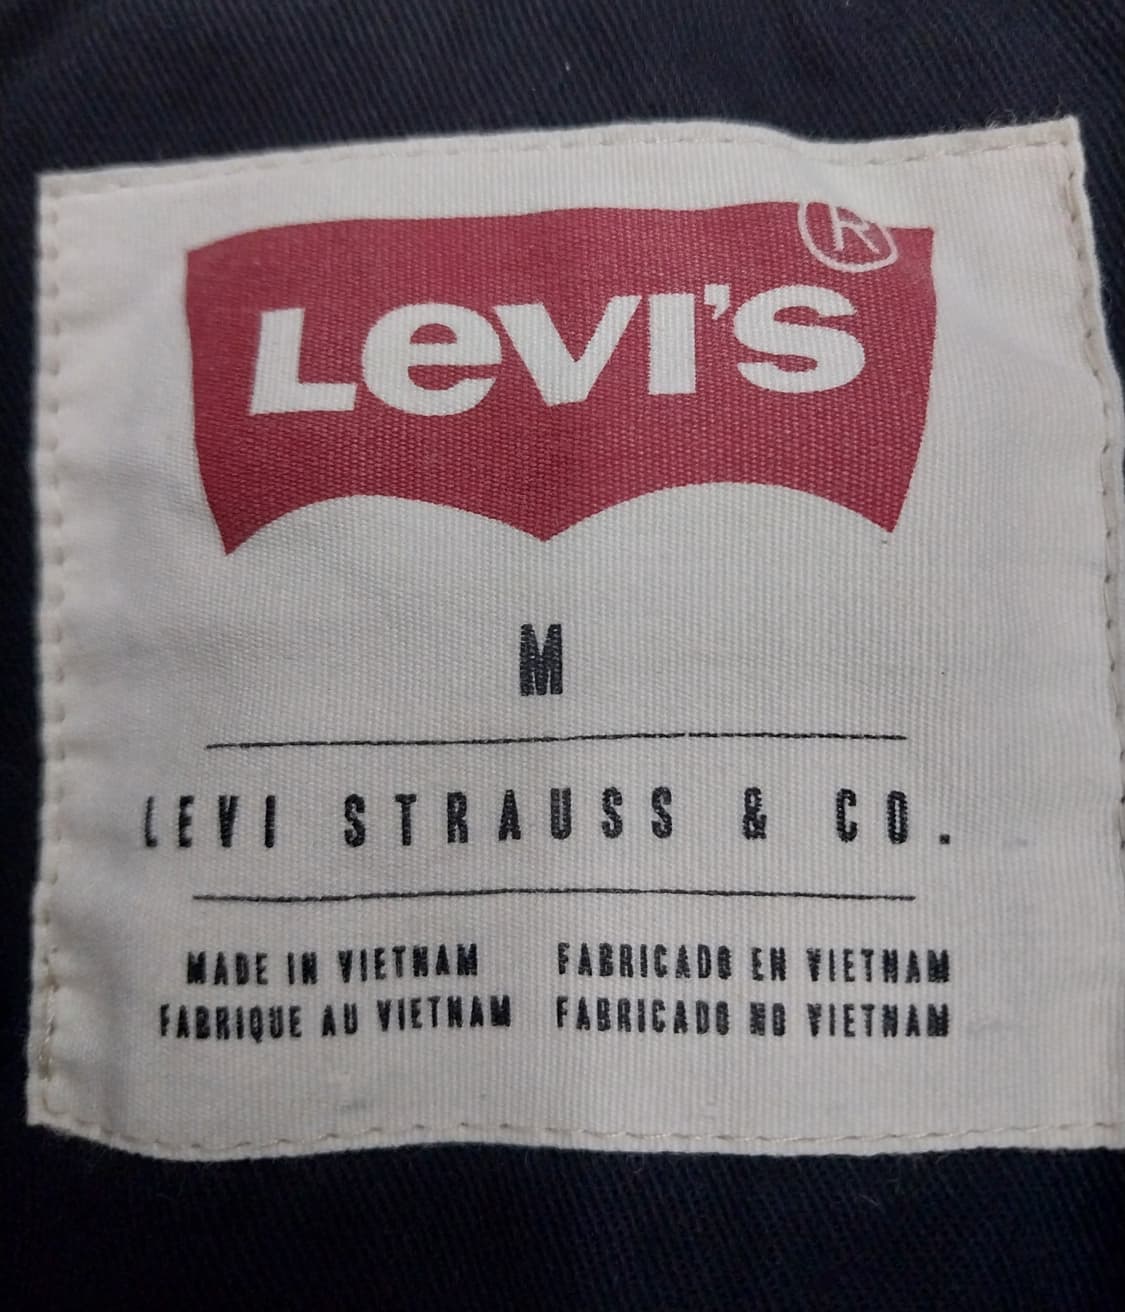 ®
LEVI'S
M
LEVI STRAUSS & CO.
MADE IN VIETNAM FABRICADO EN VIETNAM
FABRIQUE AU VIETNAM FABRICADO NO VIETNAM